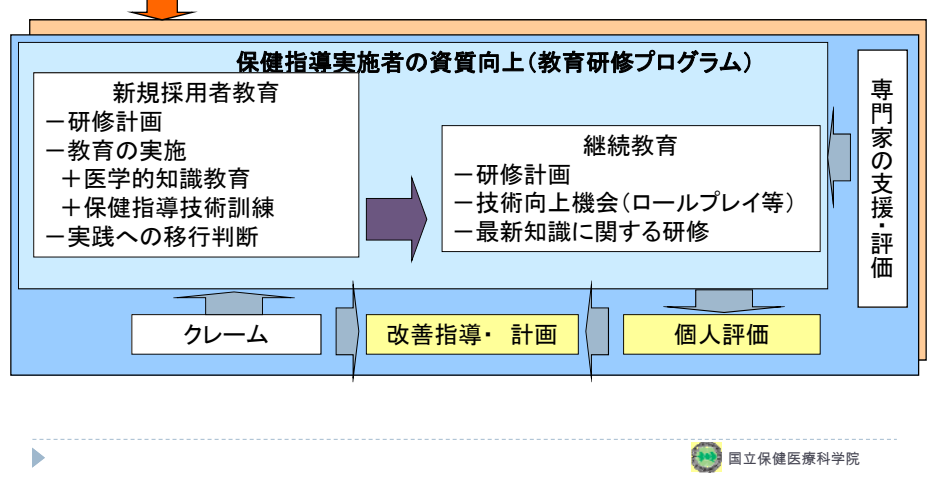 保健指導実施者の資質向上（教育研修プログラム）
新規採用者教育
－研修計画
－教育の実施
＋医学的知識教育
＋保健指導技術訓練
－実践への移行判断
継続教育
－研修計画
－技術向上機会（ロールプレイ等）
－最新知識に関する研修
専門家の支援・評価
クレーム
改善指導・ 計画
個人評価
国立保健医療科学院